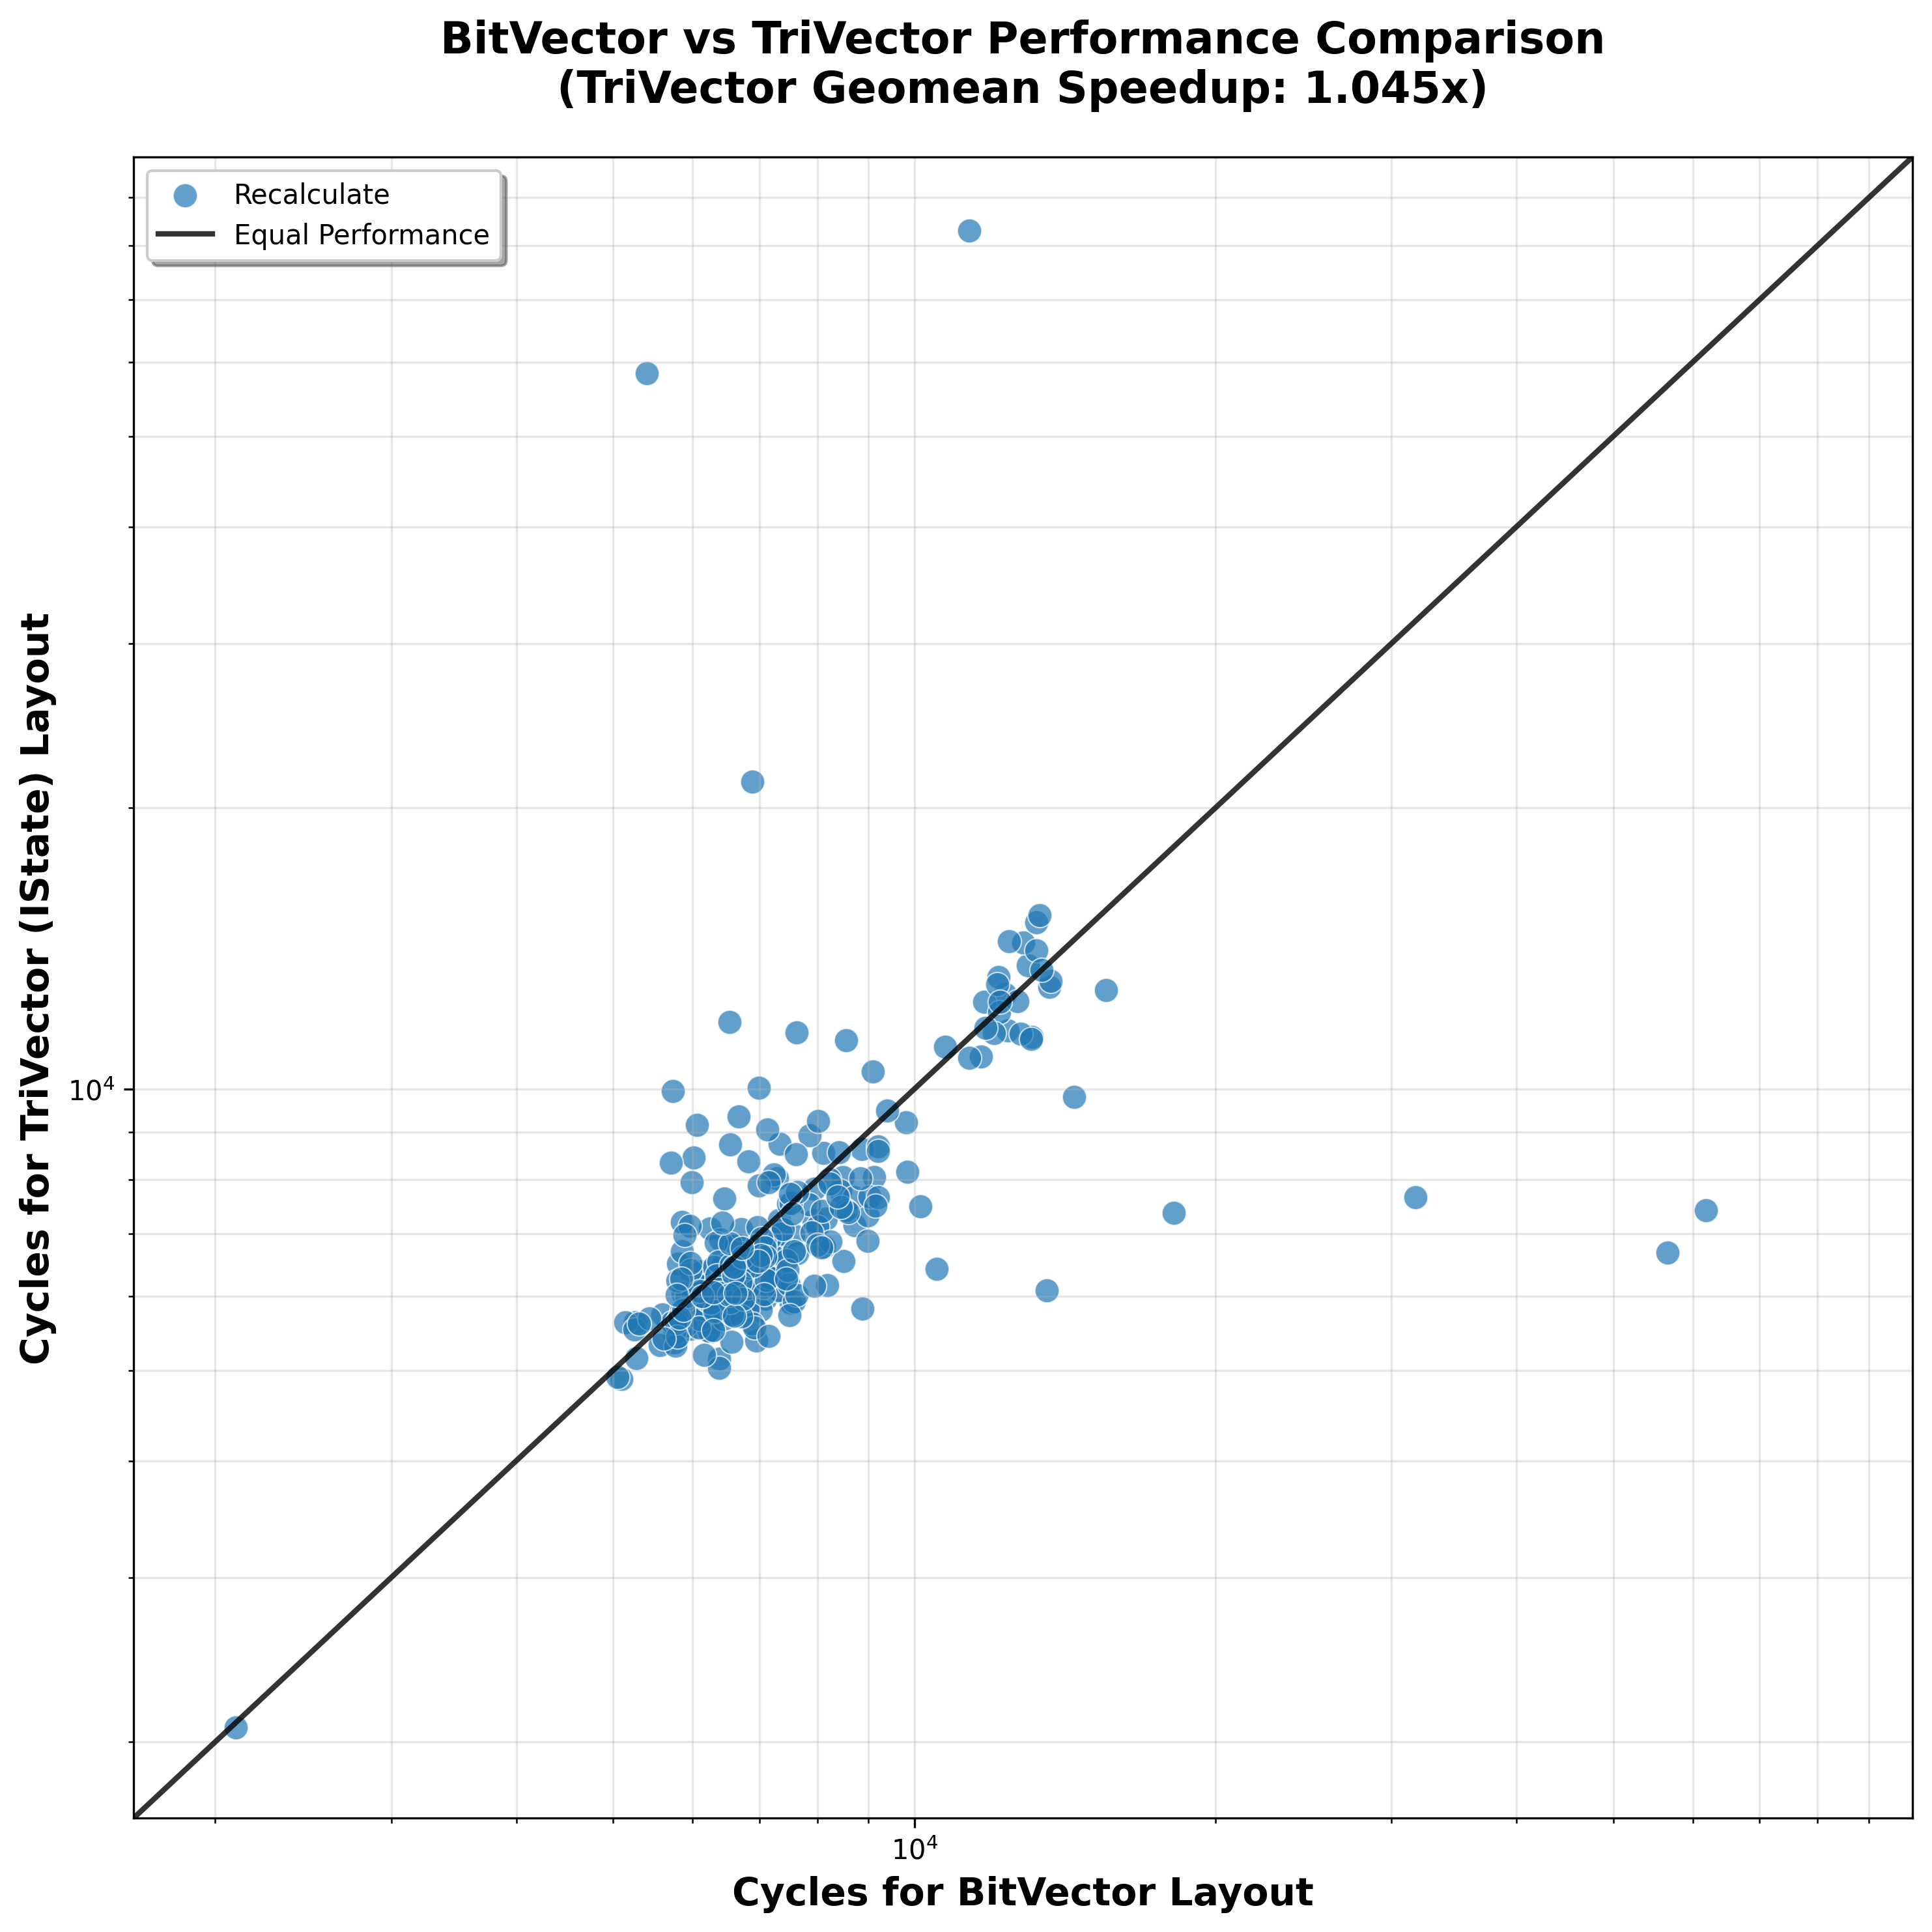 BitVector vs TriVector Performance Comparison
(TriVector Geomean Speedup: 1.045x)
Recalculate
Equal Performance
Cycles for TriVector (IState) Layout
10⁴
10⁴
Cycles for BitVector Layout